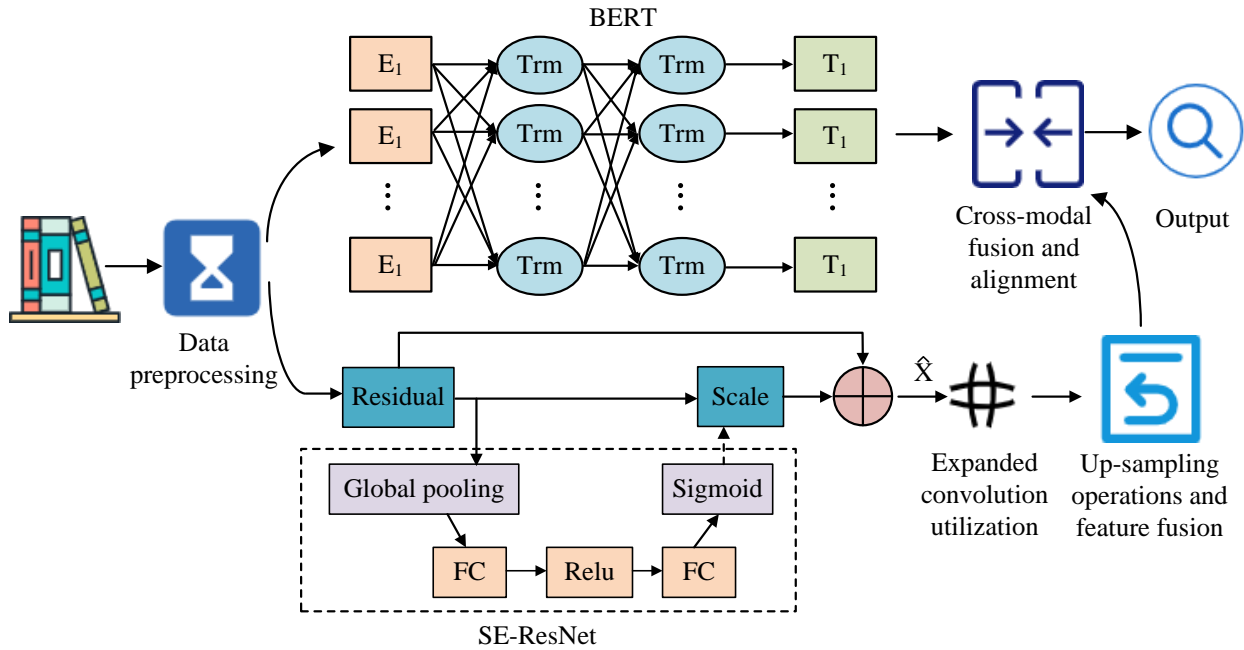 BERT
E₁ Trm Trm T₁
E₁ Trm Trm T₁
E₁ Trm Trm T₁
Data
preprocessing
Cross-modal
fusion and
alignment
Output
Residual
Scale
X̂
Global pooling
Sigmoid
FC
Relu
FC
SE-ResNet
Expanded
convolution
utilization
Up-sampling
operations and
feature fusion